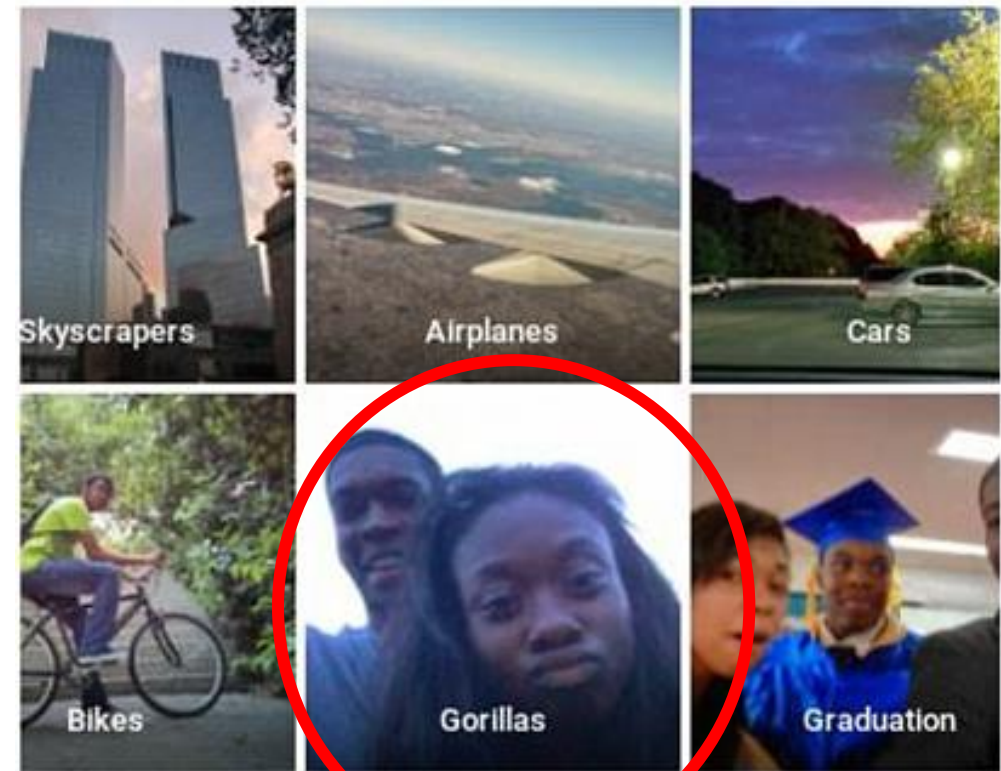 Skyscrapers
Airplanes
Cars
Bikes
Gorillas
Graduation